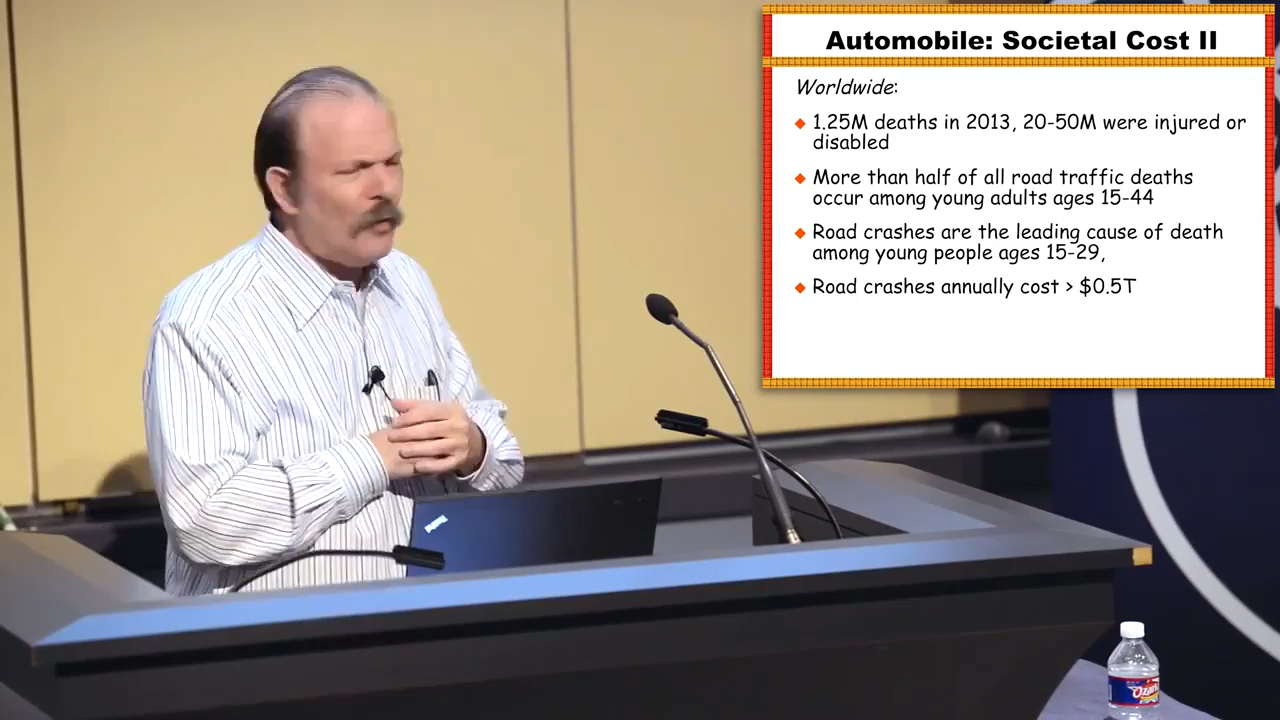 Automobile: Societal Cost II
Worldwide:
1.25M deaths in 2013, 20-50M were injured or
disabled
More than half of all road traffic deaths
occur among young adults ages 15-44
Road crashes are the leading cause of death
among young people ages 15-29,
Road crashes annually cost > $0.5T